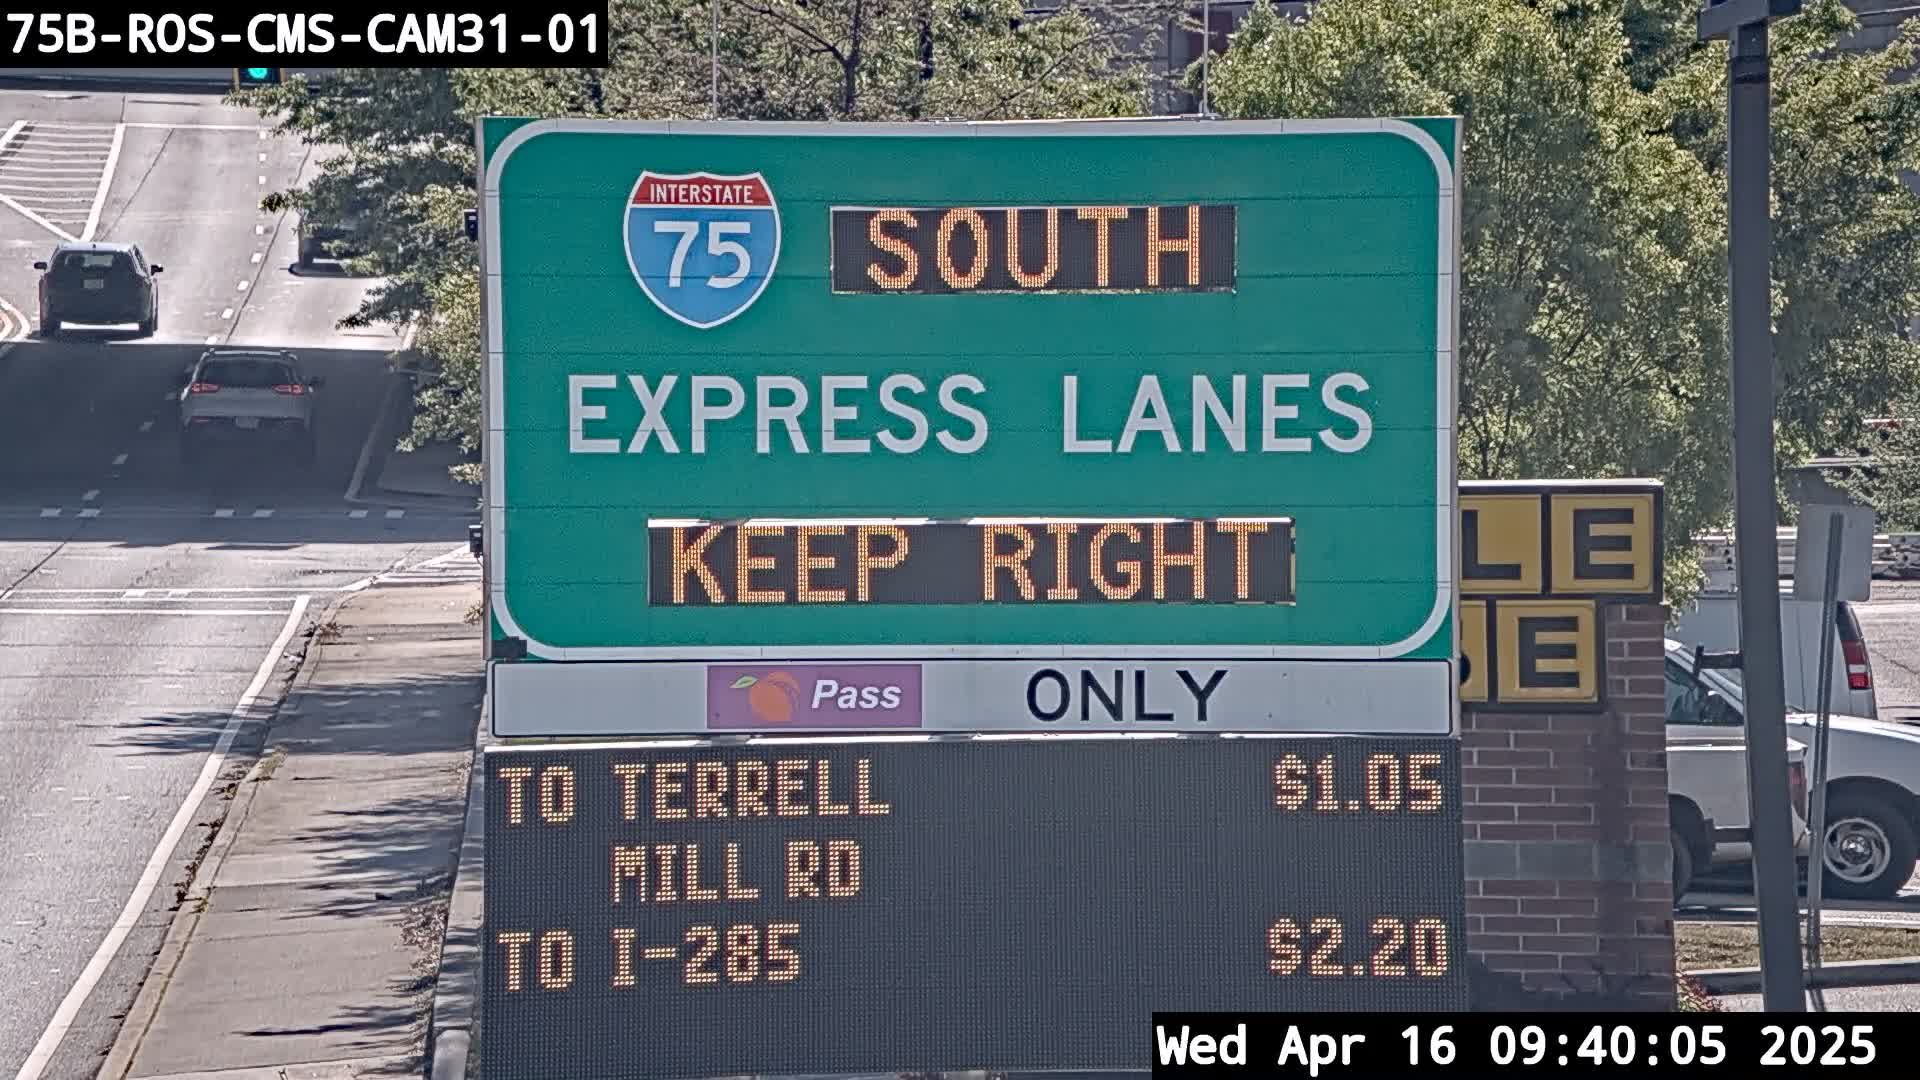 75B-ROS-CMS-CAM31-01
INTERSTATE
75
SOUTH
EXPRESS LANES
KEEP RIGHT
Pass ONLY
TO TERRELL $1.05
MILL RD
TO I-285 $2.20
LE
E
Wed Apr 16 09:40:05 2025